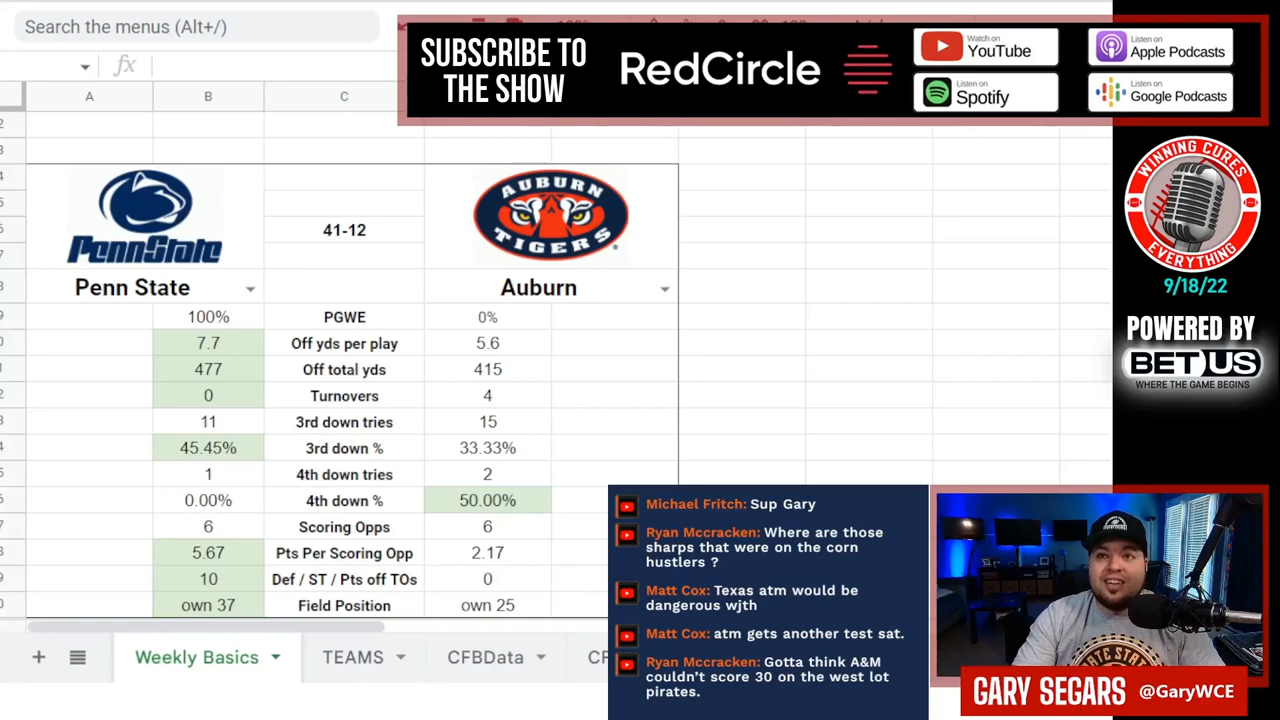 Search the menus (Alt+/)
SUBSCRIBE TO
THE SHOW
RedCircle
Watch on
YouTube
Listen on
Spotify
Listen on
Apple Podcasts
Listen on
Google Podcasts
fx
A B C
PennState
41-12
AUBURN
TIGERS
Penn State Auburn
100% PGWE 0%
7.7 Off yds per play 5.6
477 Off total yds 415
0 Turnovers 4
11 3rd down tries 15
45.45% 3rd down % 33.33%
1 4th down tries 2
0.00% 4th down % 50.00%
6 Scoring Opps 6
5.67 Pts Per Scoring Opp 2.17
10 Def / ST / Pts off TOs 0
own 37 Field Position own 25
+ Weekly Basics TEAMS CFBData
WINNING CURES
EVERYTHING
9/18/22
POWERED BY
BETUS
WHERE THE GAME BEGINS
Michael Fritch: Sup Gary
Ryan Mccracken: Where are those
sharps that were on the corn
hustlers ?
Matt Cox: Texas atm would be
dangerous wjth
Matt Cox: atm gets another test sat.
Ryan Mccracken: Gotta think A&M
couldn't score 30 on the west lot
pirates.
GARY SEGARS @GaryWCE